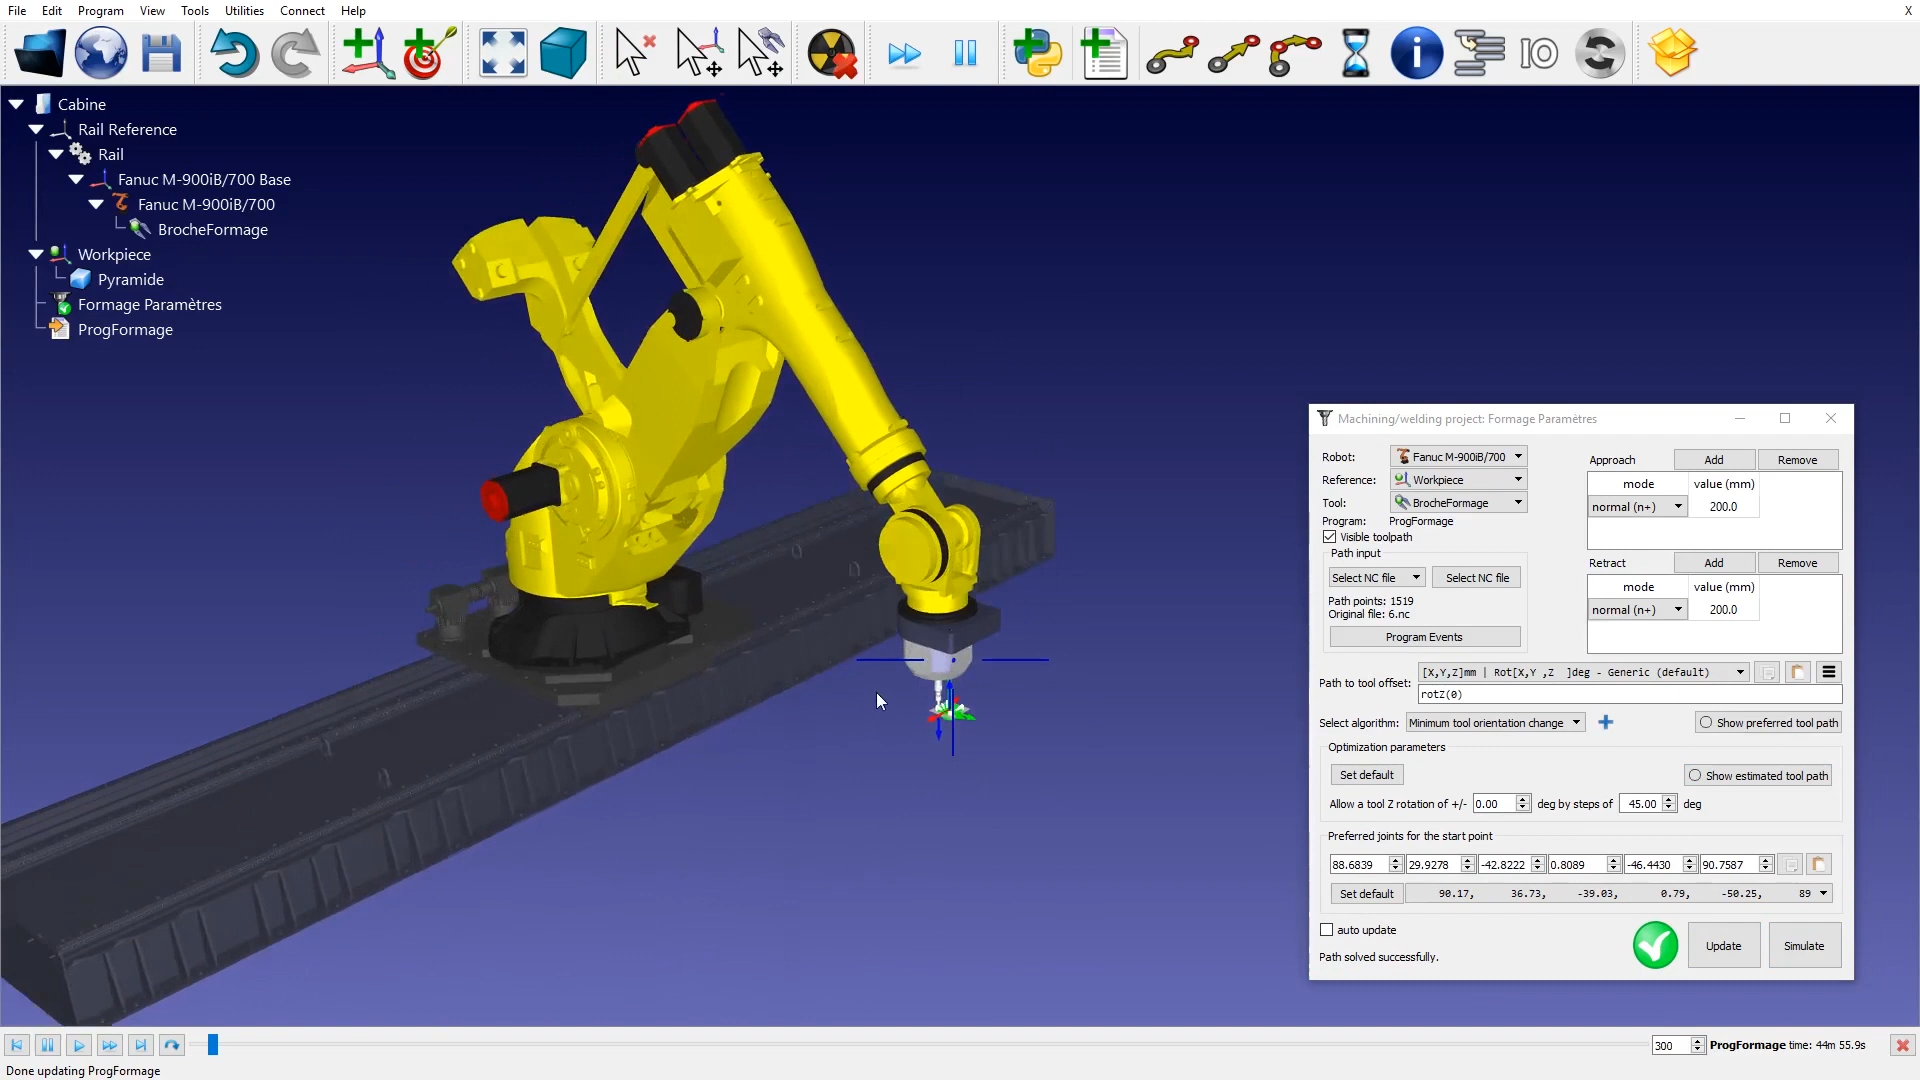 File Edit Program View Tools Utilities Connect Help X
IO
Cabine
Rail Reference
Rail
Fanuc M-900iB/700 Base
Fanuc M-900iB/700
BrocheFormage
Workpiece
Pyramide
Formage Paramètres
ProgFormage
Machining/welding project: Formage Paramètres
Robot: Fanuc M-900iB/700
Reference: Workpiece
Tool: BrocheFormage
Program: ProgFormage
Visible toolpath
Path input
Select NC file Select NC file
Path points: 1519
Original file: 6.nc
Program Events
Approach Add Remove
mode value (mm)
normal (n+) 200.0
Retract Add Remove
mode value (mm)
normal (n+) 200.0
Path to tool offset: [X,Y,Z]mm | Rot[X,Y ,Z ]deg - Generic (default)
rotZ(0)
Select algorithm: Minimum tool orientation change Show preferred tool path
Optimization parameters
Set default Show estimated tool path
Allow a tool Z rotation of +/- 0.00 deg by steps of 45.00 deg
Preferred joints for the start point
88.6839 29.9278 -42.8222 0.8089 -46.4430 90.7587
Set default 90.17, 36.73, -39.03, 0.79, -50.25, 89
auto update
Path solved successfully.
Update Simulate
300 ProgFormage time: 44m 55.9s
Done updating ProgFormage